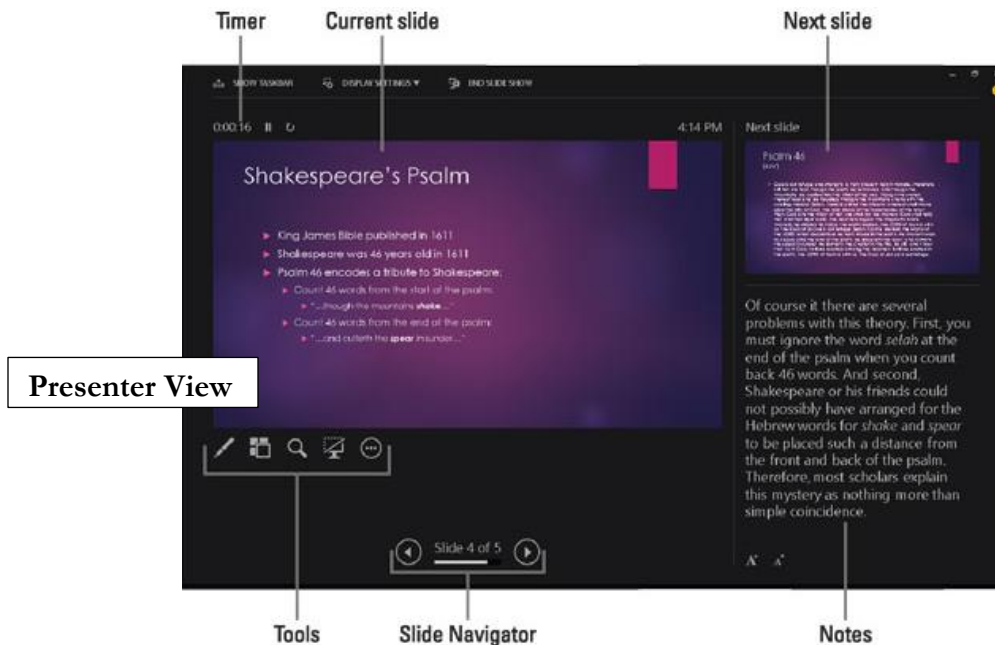 Timer
Current slide
Next slide
SHOW TASKBAR
DISPLAY SETTINGS ▼
END SLIDE SHOW
0:00:16
4:14 PM
Next slide
Shakespeare's Psalm
Psalm 46
King James Bible published in 1611
Shakespeare was 46 years old in 1611
Psalm 46 encodes a tribute to Shakespeare:
Count 46 words from the start of the psalm:
"...though the mountains shake..."
Count 46 words from the end of the psalm:
"...and cutteth the spear in sunder..."
Of course it there are several
problems with this theory. First, you
must ignore the word selah at the
end of the psalm when you count
back 46 words. And second,
Shakespeare or his friends could
not possibly have arranged for the
Hebrew words for shake and spear
to be placed such a distance from
the front and back of the psalm.
Therefore, most scholars explain
this mystery as nothing more than
simple coincidence.
Presenter View
Slide 4 of 5
A A
Tools
Slide Navigator
Notes